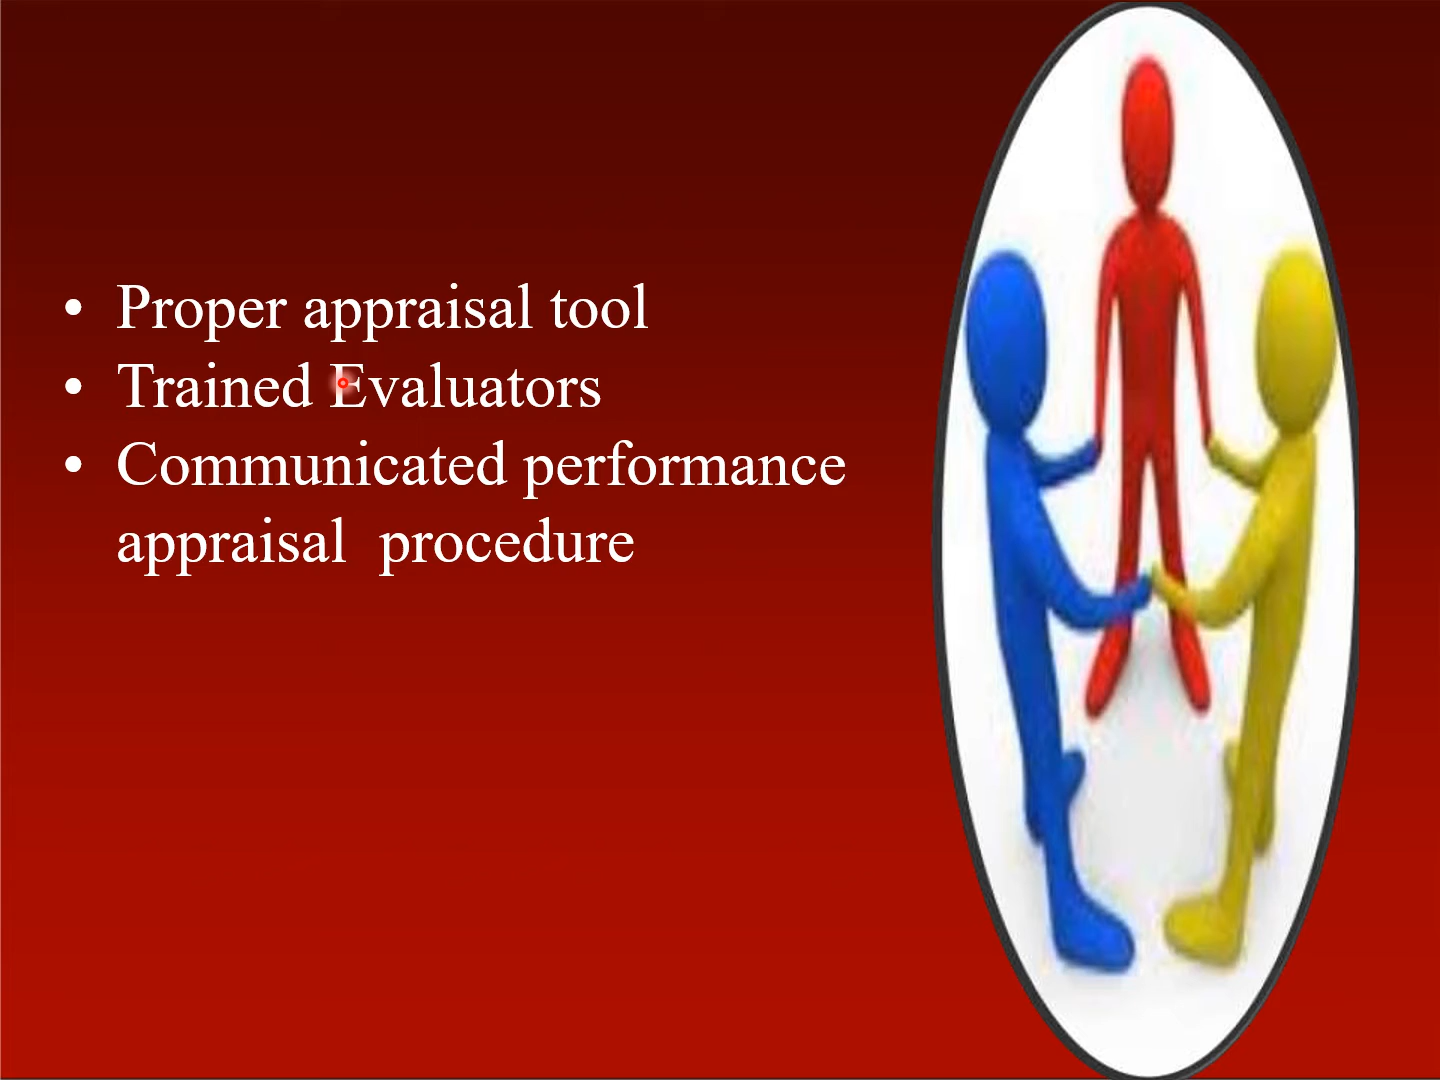 • Proper appraisal tool
• Trained Evaluators
• Communicated performance
appraisal  procedure